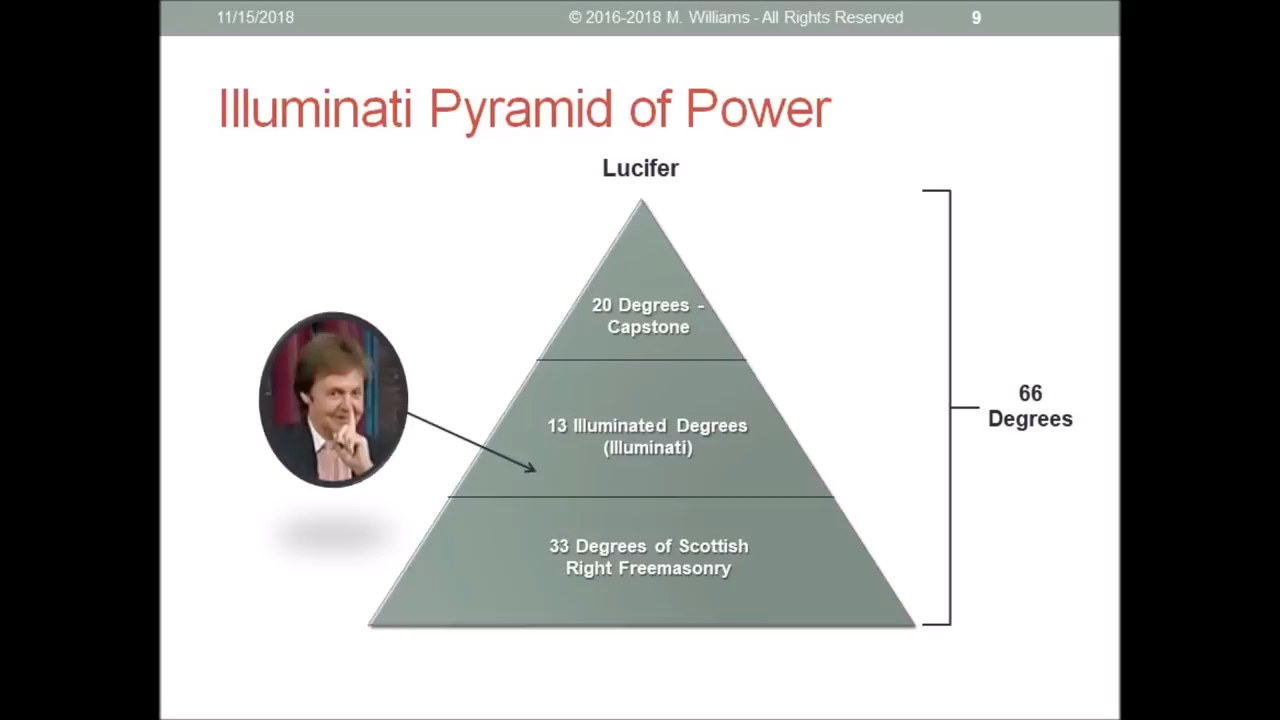 11/15/2018
© 2016-2018 M. Williams - All Rights Reserved
9
Illuminati Pyramid of Power
Lucifer
20 Degrees -
Capstone
13 Illuminated Degrees
(Illuminati)
66
Degrees
33 Degrees of Scottish
Right Freemasonry